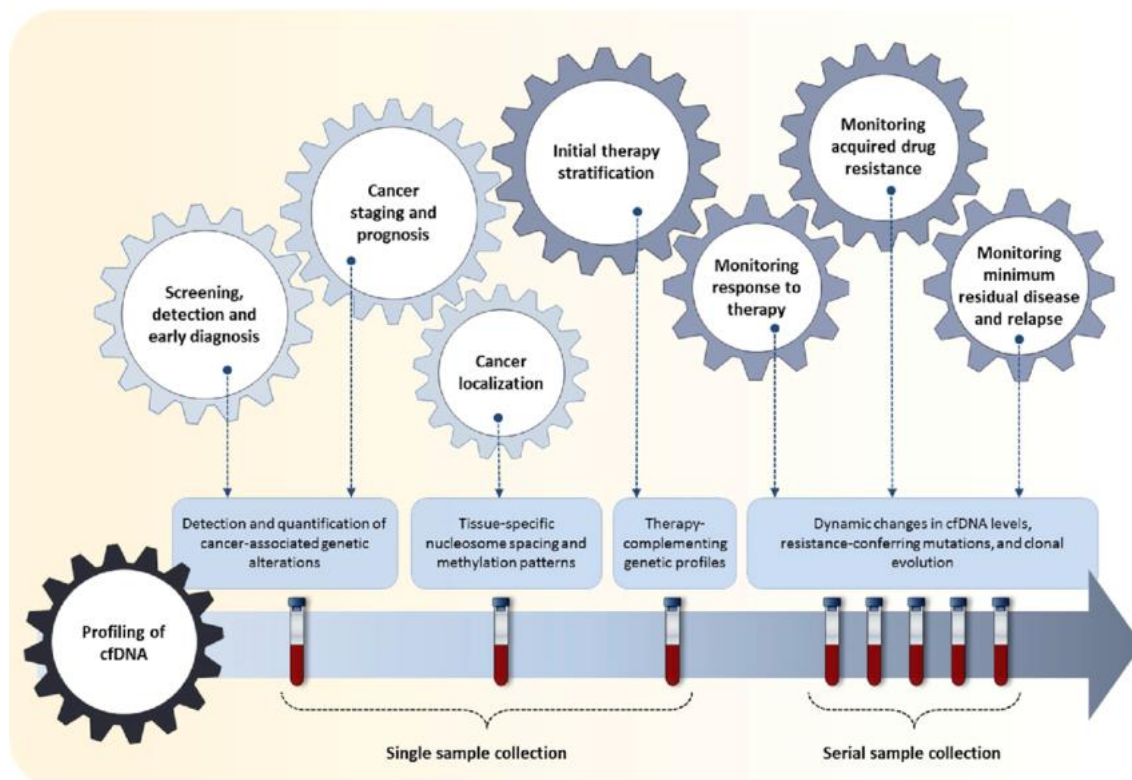 Screening,
detection and
early diagnosis
Cancer
staging and
prognosis
Cancer
localization
Initial therapy
stratification
Monitoring
response to
therapy
Monitoring
acquired drug
resistance
Monitoring
minimum
residual disease
and relapse
Detection and quantification of
cancer-associated genetic
alterations
Tissue-specific
nucleosome spacing and
methylation patterns
Therapy-
complementing
genetic profiles
Dynamic changes in cfDNA levels,
resistance-conferring mutations, and clonal
evolution
Profiling of
cfDNA
Single sample collection
Serial sample collection